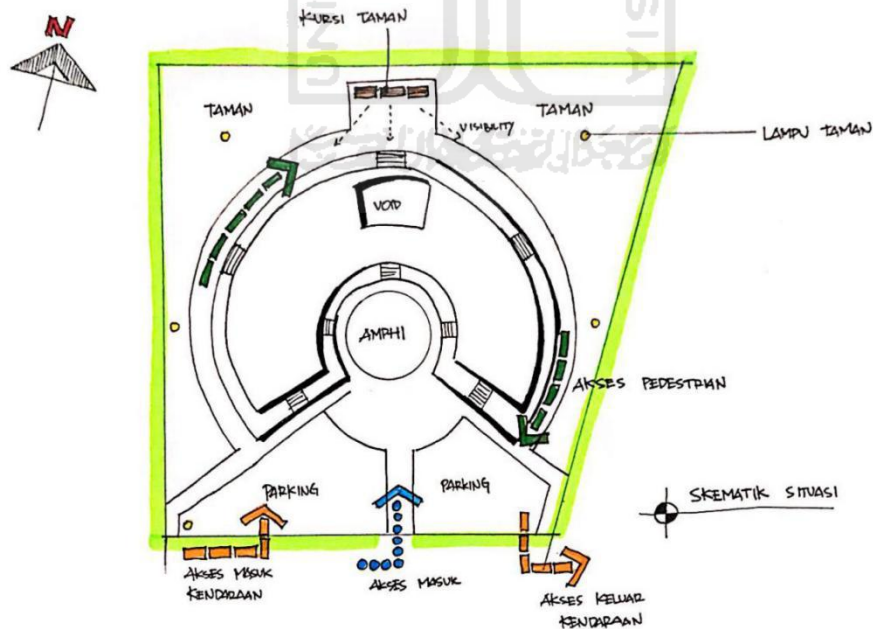 N
KURSI TAMAN
TAMAN
TAMAN
VISIBILITY
LAMPU TAMAN
VOID
AMPHI
AKSES PEDESTRIAN
PARKING
PARKING
SKEMATIK SITUASI
AKSES MASUK
KENDARAAN
AKSES MASUK
AKSES KELUAR
KENDARAAN